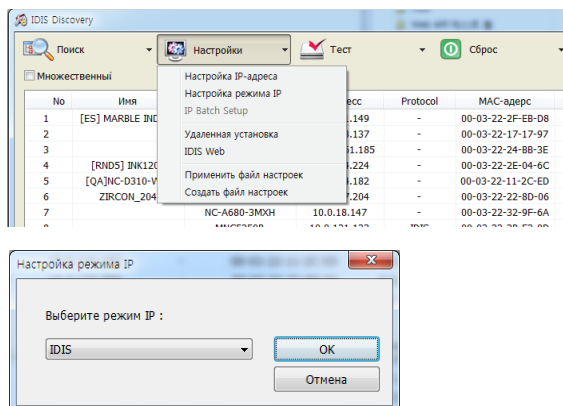 IDIS Discovery
Поиск Настройки Тест Сброс
Множественный
Настройка IP-адреса
Настройка режима IP
IP Batch Setup
Удаленная установка
IDIS Web
Применить файл настроек
Создать файл настроек
No Имя есс Protocol MAC-адерс
1 [ES] MARBLE IND .149 - 00-03-22-2F-EB-D8
2 .137 - 00-03-22-17-17-97
3 51.185 - 00-03-22-24-BB-3E
4 [RND5] INK120 .224 - 00-03-22-2E-04-6C
5 [QA]NC-D310-W .182 - 00-03-22-11-2C-ED
6 ZIRCON_204 .204 - 00-03-22-22-8D-06
7 NC-A680-3MXH 10.0.18.147 - 00-03-22-32-9F-6A
Настройка режима IP
Выберите режим IP :
IDIS OK
Отмена